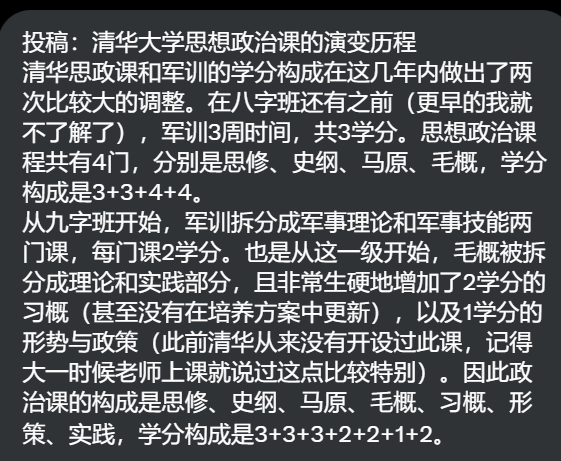 投稿：清华大学思想政治课的演变历程
清华思政课和军训的学分构成在这几年内做出了两
次比较大的调整。在八字班还有之前（更早的我就
不了解了），军训3周时间，共3学分。思想政治课
程共有4门，分别是思修、史纲、马原、毛概，学分
构成是3+3+4+4。
从九字班开始，军训拆分成军事理论和军事技能两
门课，每门课2学分。也是从这一级开始，毛概被拆
分成理论和实践部分，且非常生硬地增加了2学分的
习概（甚至没有在培养方案中更新），以及1学分的
形势与政策（此前清华从来没有开设过此课，记得
大一时候老师上课就说过这点比较特别）。因此政
治课的构成是思修、史纲、马原、毛概、习概、形
策、实践，学分构成是3+3+3+2+2+1+2。